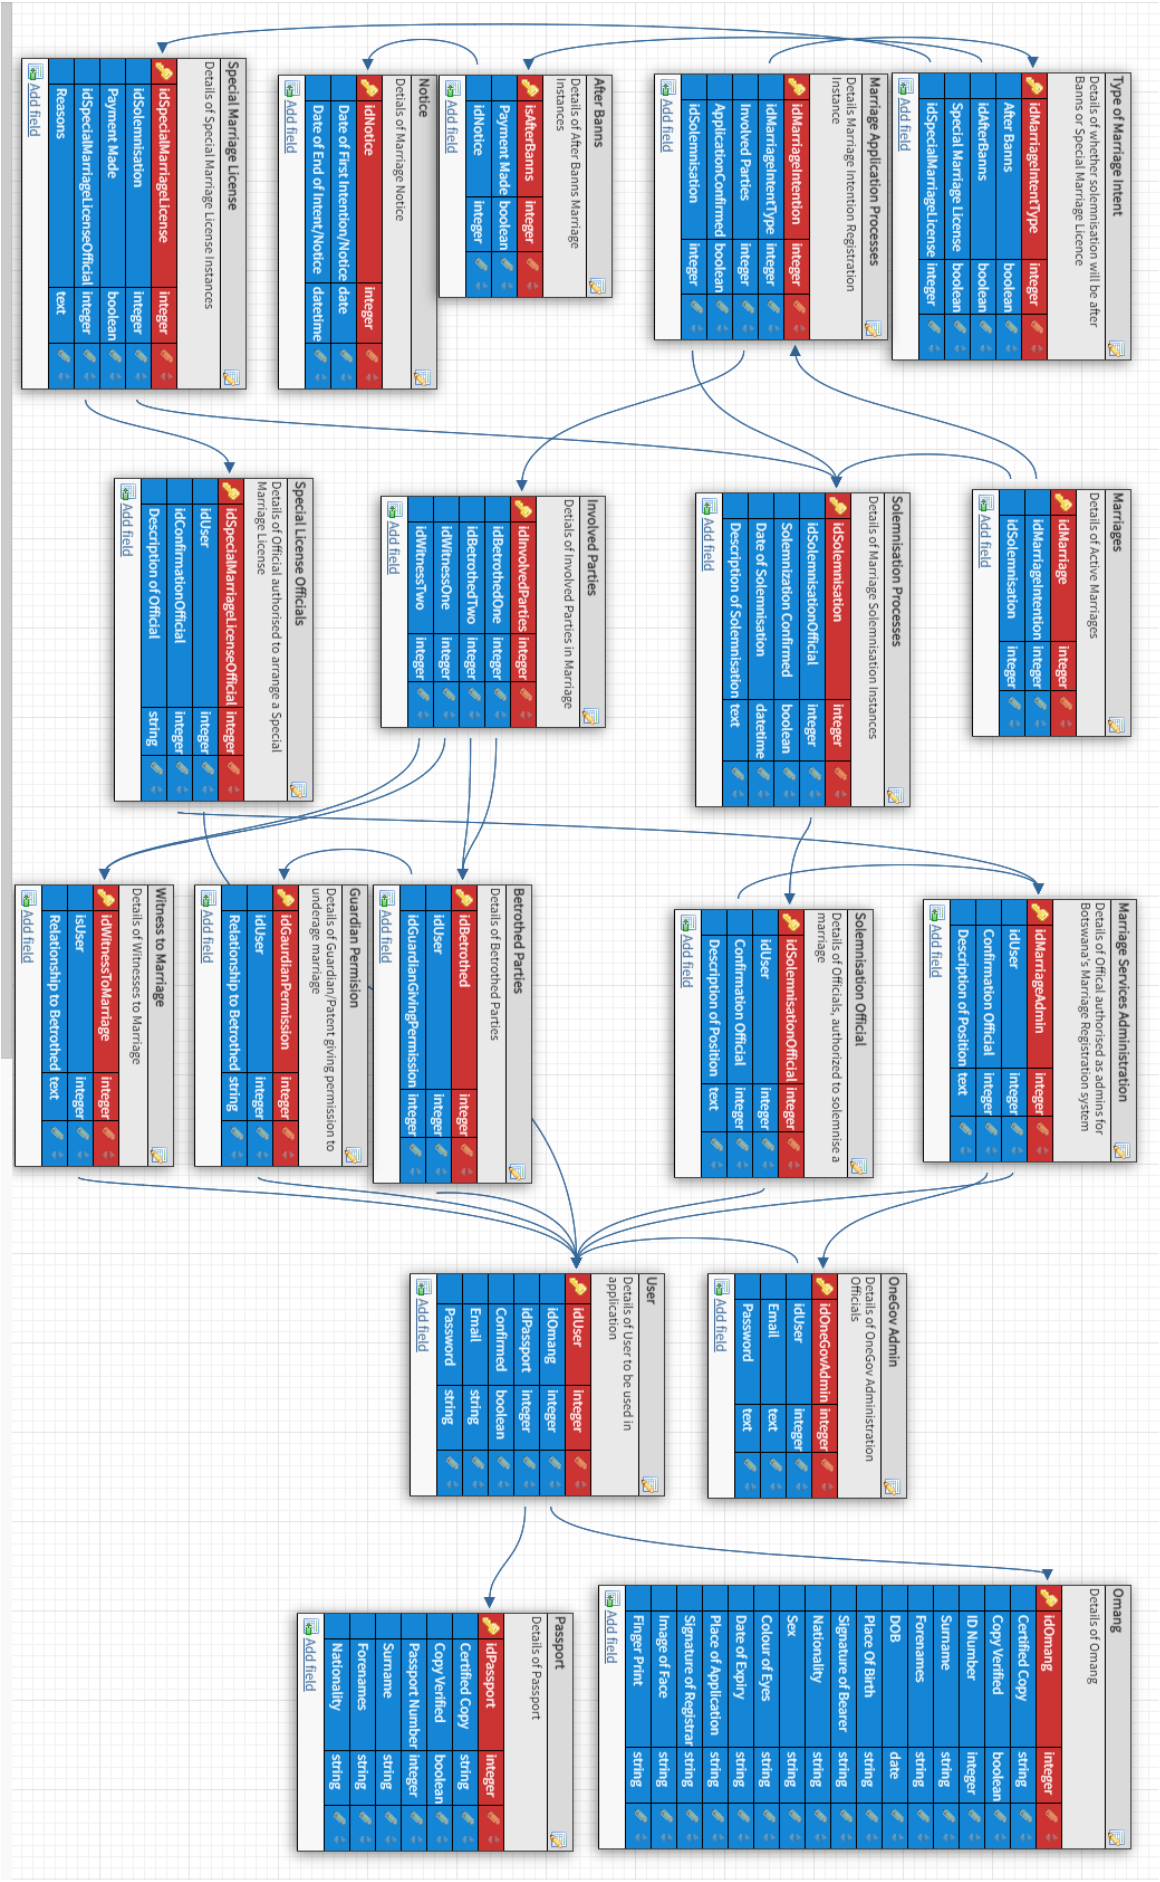 Type of Marriage Intent
Details of whether solemnisation will be after
Banns or Special Marriage Licence
idMarriageIntentType integer
After Banns boolean
idAfterBanns boolean
Special Marriage License boolean
idSpecialMarriageLicense integer
Add field
Marriage Application Processes
Details Marriage Intention Registration
Instance
idMarriageIntention integer
idMarriageIntentType integer
Involved Parties integer
ApplicationConfirmed boolean
idSolemnisation integer
Add field
After Banns
Details of After Banns Marriage
Instances
isAfterBanns integer
Payment Made boolean
idNotice integer
Add field
Notice
Detials of Marriage Notice
idNotice integer
Date of First Intention/Notice date
Date of End of Intent/Notice datetime
Add field
Special Marriage License
Details of Special Marriage License Instances
idSpecialMarriageLicense integer
idSolemnisation integer
Payment Made boolean
idSpecialMarriageLicenseOfficial integer
Reasons text
Add field
Marriages
Details of Active Marriages
idMarriage integer
idMarriageIntention integer
idSolemnisation integer
Add field
Solemnisation Processes
Details of Marriage Solemnisation Instances
idSolemnisation integer
idSolemnisationOfficial integer
Solemnization Confirmed boolean
Date of Solemnisation datetime
Description of Solemnisation text
Add field
Involved Parties
Detials of Involved Parties in Marriage
idInvolvedParties integer
idBetrothedOne integer
idBetrothedTwo integer
idWitnessOne integer
idWitnessTwo integer
Add field
Special License Officials
Details of Official authorised to arrange a Special
Marriage License
idSpecialMarriageLicenseOfficial integer
idUser integer
idConfirmationOfficial integer
Description of Official string
Add field
Marriage Services Administration
Details of Offical authorised as admins for
Botswana's Marriage Registration system
idMarriageAdmin integer
idUser integer
Confirmation Official integer
Description of Position text
Add field
Solemnisation Official
Details of Officials, authorized to solemnise a
marriage
idSolemnisationOfficial integer
idUser integer
Confirmation Official integer
Description of Position text
Add field
Betrothed Parties
Details of Betrothed Parties
idBetrothed integer
idUser integer
idGuardianGivingPermission integer
Add field
Guardian Permision
Details of Guardian/Patent giving permission to
underage marriage
idGaurdianPermission integer
idUser integer
Relationship to Betrothed string
Add field
Witness to Marriage
Details of Witnesses to Marriage
idWitnessToMarriage integer
isUser integer
Relationship to Betrothed text
Add field
OneGov Admin
Details of OneGov Administration
Officials
idOneGovAdmin integer
idUser integer
Email text
Password text
Add field
User
Details of User to be used in
application
idUser integer
idOmang integer
idPassport integer
Confirmed boolean
Email string
Password string
Add field
Omang
Details of Omang
idOmang integer
Certified Copy string
Copy Verified boolean
ID Number integer
Surname string
Forenames string
DOB date
Place Of Birth string
Signature of Bearer string
Nationality string
Sex string
Colour of Eyes string
Date of Expiry string
Place of Application string
Signature of Registrar string
Image of Face string
Finger Print string
Add field
Passport
Details of Passport
idPassport integer
Certified Copy string
Copy Verified boolean
Passport Number integer
Surname string
Forenames string
Nationality string
Add field